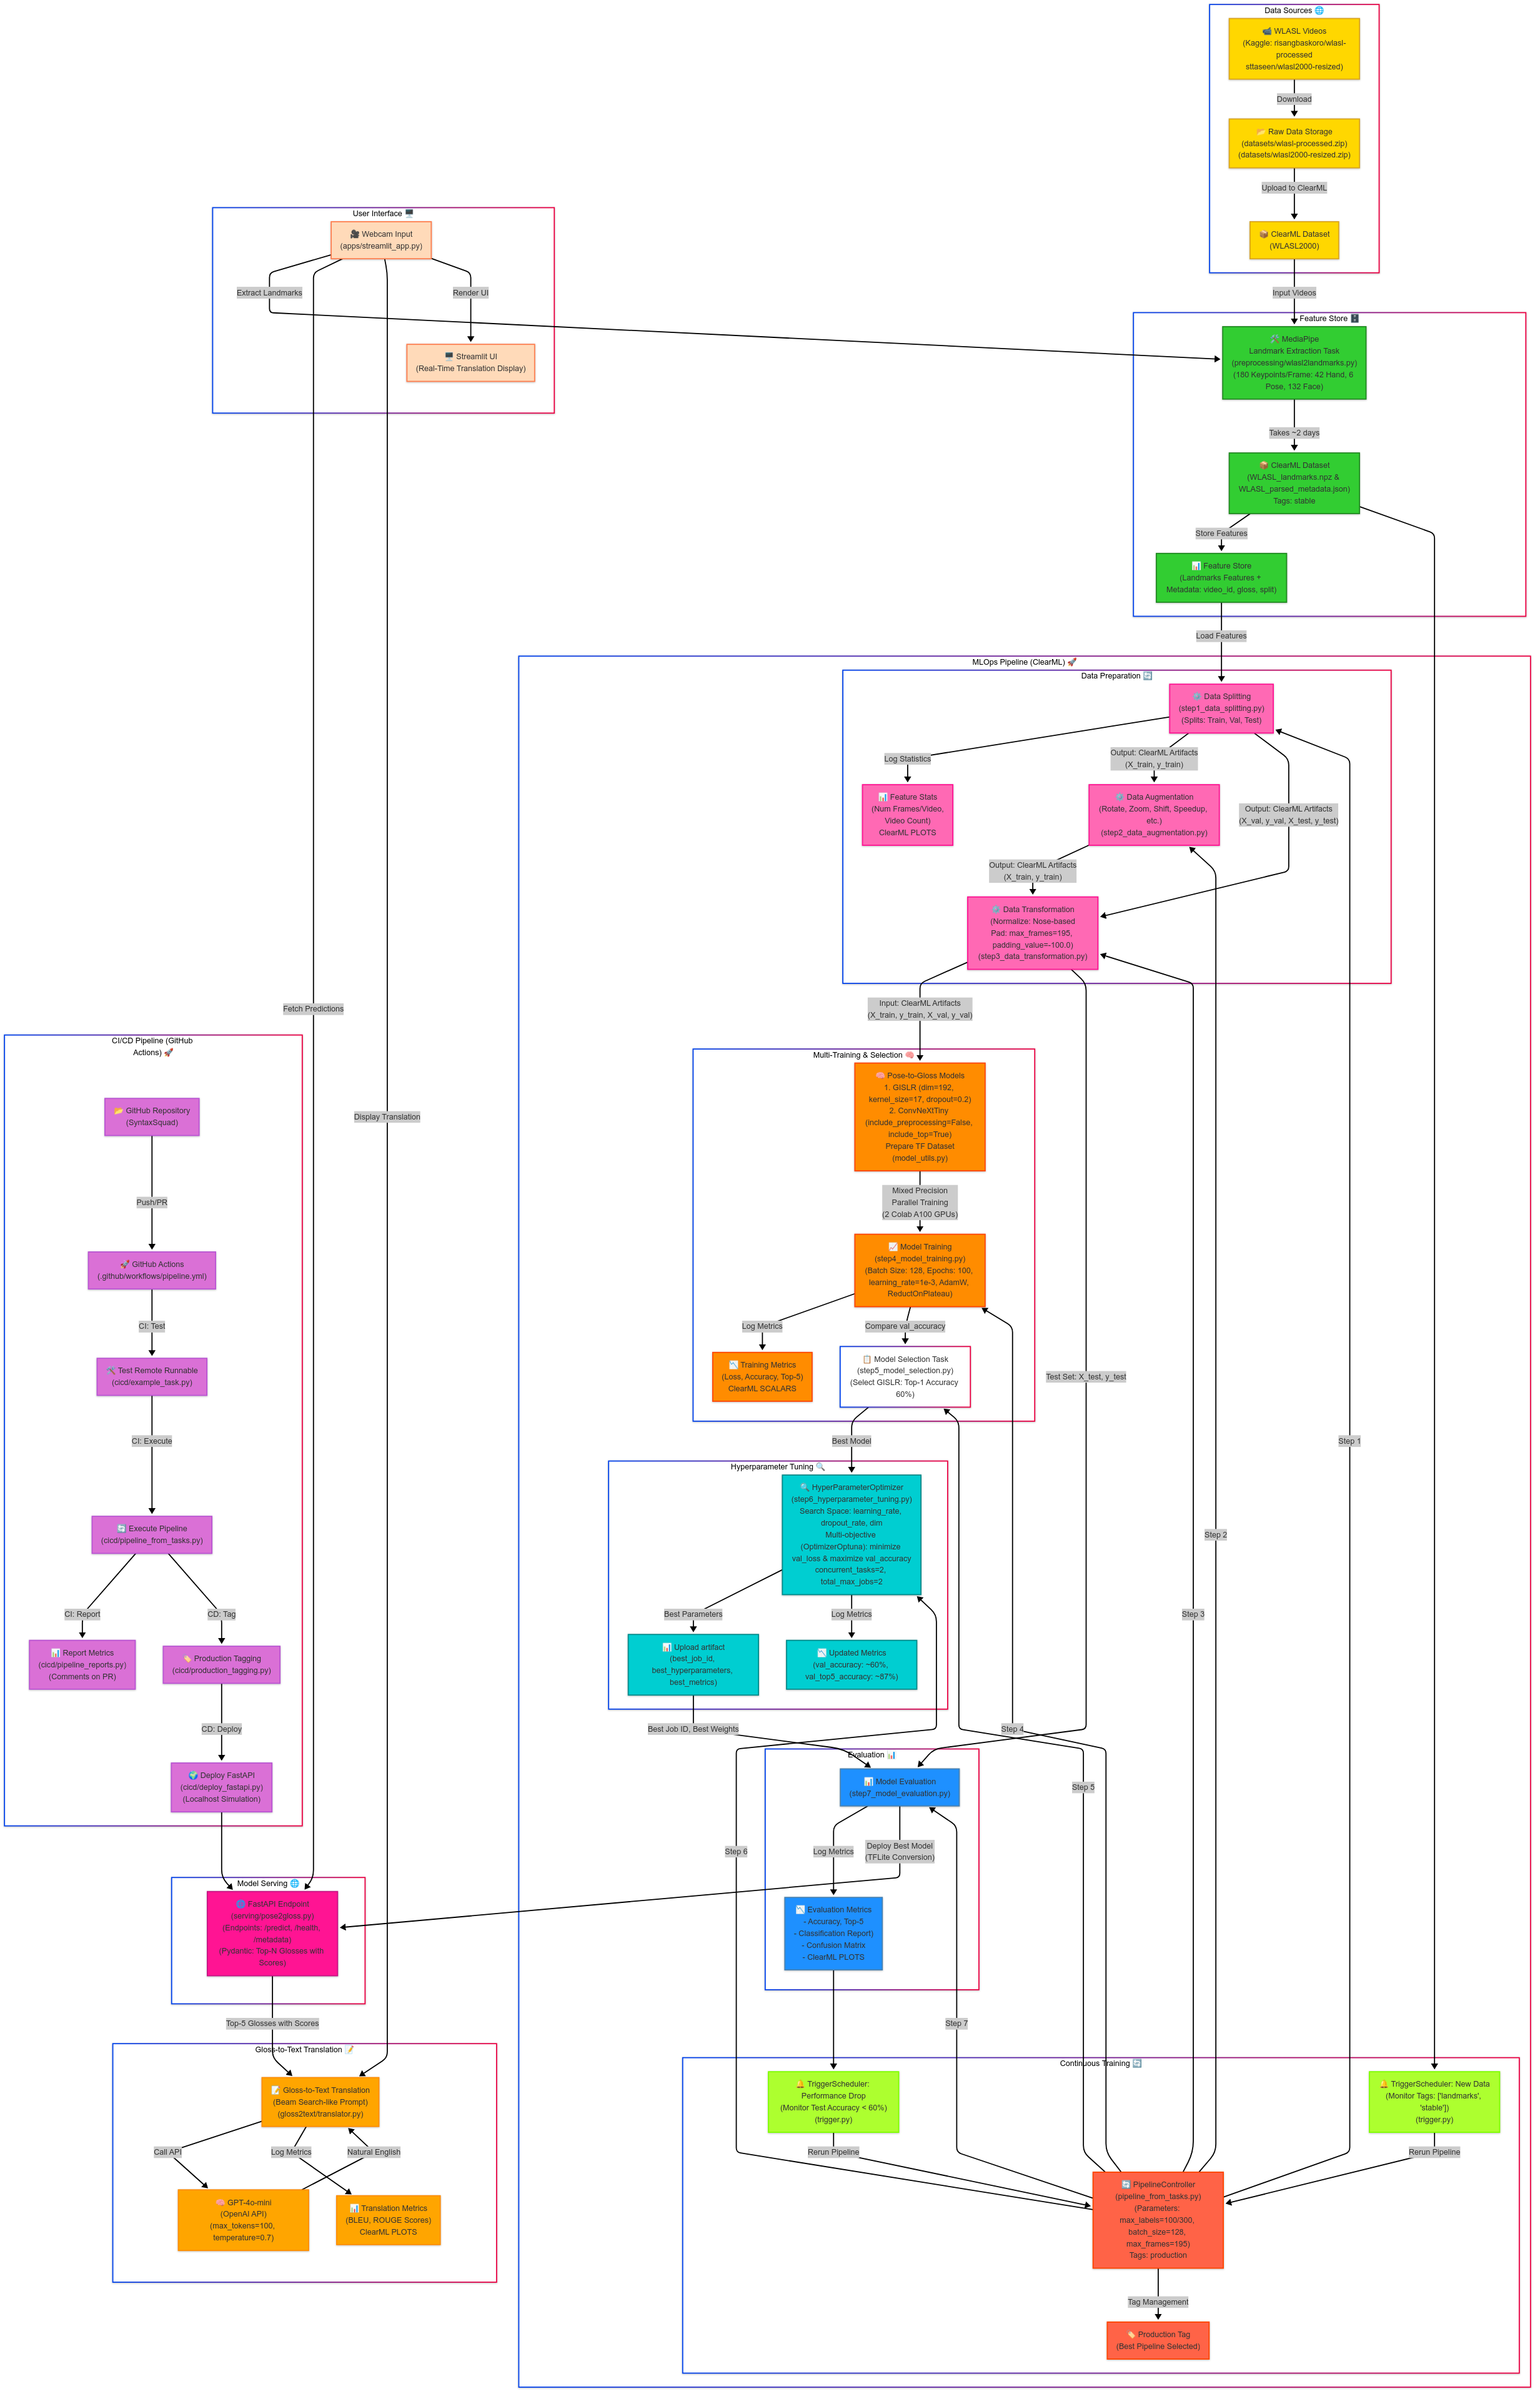 Data Sources 🌐
📹 WLASL Videos
(Kaggle: risangbaskoro/wlasl-
processed
sttaseen/wlasl2000-resized)
Download
📂 Raw Data Storage
(datasets/wlasl-processed.zip)
(datasets/wlasl2000-resized.zip)
Upload to ClearML
📦 ClearML Dataset
(WLASL2000)
Input Videos
User Interface 🖥️
🎥 Webcam Input
(apps/streamlit_app.py)
Extract Landmarks
Render UI
🖥️ Streamlit UI
(Real-Time Translation Display)
Feature Store 🗄️
🛠️ MediaPipe
Landmark Extraction Task
(preprocessing/wlasl2landmarks.py)
(180 Keypoints/Frame: 42 Hand, 6
Pose, 132 Face)
Takes ~2 days
📦 ClearML Dataset
(WLASL_landmarks.npz &
WLASL_parsed_metadata.json)
Tags: stable
Store Features
📊 Feature Store
(Landmarks Features +
Metadata: video_id, gloss, split)
Load Features
MLOps Pipeline (ClearML) 🚀
Data Preparation 🔄
⚙️ Data Splitting
(step1_data_splitting.py)
(Splits: Train, Val, Test)
Log Statistics
Output: ClearML Artifacts
(X_train, y_train)
📊 Feature Stats
(Num Frames/Video,
Video Count)
ClearML PLOTS
⚙️ Data Augmentation
(Rotate, Zoom, Shift, Speedup,
etc.)
(step2_data_augmentation.py)
Output: ClearML Artifacts
(X_val, y_val, X_test, y_test)
Output: ClearML Artifacts
(X_train, y_train)
⚙️ Data Transformation
(Normalize: Nose-based
Pad: max_frames=195,
padding_value=-100.0)
(step3_data_transformation.py)
Input: ClearML Artifacts
(X_train, y_train, X_val, y_val)
Fetch Predictions
Display Translation
CI/CD Pipeline (GitHub
Actions) 🚀
📂 GitHub Repository
(SyntaxSquad)
Push/PR
🚀 GitHub Actions
(.github/workflows/pipeline.yml)
CI: Test
🛠️ Test Remote Runnable
(cicd/example_task.py)
CI: Execute
🔄 Execute Pipeline
(cicd/pipeline_from_tasks.py)
CI: Report
CD: Tag
📊 Report Metrics
(cicd/pipeline_reports.py)
(Comments on PR)
🏷️ Production Tagging
(cicd/production_tagging.py)
CD: Deploy
🌍 Deploy FastAPI
(cicd/deploy_fastapi.py)
(Localhost Simulation)
Multi-Training & Selection 🧠
🧠 Pose-to-Gloss Models
1. GISLR (dim=192,
kernel_size=17, dropout=0.2)
2. ConvNeXtTiny
(include_preprocessing=False,
include_top=True)
Prepare TF Dataset
(model_utils.py)
Mixed Precision
Parallel Training
(2 Colab A100 GPUs)
📈 Model Training
(step4_model_training.py)
(Batch Size: 128, Epochs: 100,
learning_rate=1e-3, AdamW,
ReductOnPlateau)
Log Metrics
Compare val_accuracy
📉 Training Metrics
(Loss, Accuracy, Top-5)
ClearML SCALARS
📋 Model Selection Task
(step5_model_selection.py)
(Select GISLR: Top-1 Accuracy
60%)
Test Set: X_test, y_test
Best Model
Step 1
Step 2
Step 3
Hyperparameter Tuning 🔍
🔍 HyperParameterOptimizer
(step6_hyperparameter_tuning.py)
Search Space: learning_rate,
dropout_rate, dim
Multi-objective
(OptimizerOptuna): minimize
val_loss & maximize val_accuracy
concurrent_tasks=2,
total_max_jobs=2
Best Parameters
Log Metrics
📊 Upload artifact
(best_job_id,
best_hyperparameters,
best_metrics)
📉 Updated Metrics
(val_accuracy: ~60%,
val_top5_accuracy: ~87%)
Best Job ID, Best Weights
Step 4
Step 5
Step 6
Evaluation 📊
📊 Model Evaluation
(step7_model_evaluation.py)
Log Metrics
Deploy Best Model
(TFLite Conversion)
📉 Evaluation Metrics
- Accuracy, Top-5
- Classification Report)
- Confusion Matrix
- ClearML PLOTS
Step 7
Model Serving 🌐
🌐 FastAPI Endpoint
(serving/pose2gloss.py)
(Endpoints: /predict, /health,
/metadata)
(Pydantic: Top-N Glosses with
Scores)
Top-5 Glosses with Scores
Gloss-to-Text Translation 📝
📝 Gloss-to-Text Translation
(Beam Search-like Prompt)
(gloss2text/translator.py)
Call API
Log Metrics
Natural English
🧠 GPT-4o-mini
(OpenAI API)
(max_tokens=100,
temperature=0.7)
📊 Translation Metrics
(BLEU, ROUGE Scores)
ClearML PLOTS
Continuous Training 🔄
🔔 TriggerScheduler:
Performance Drop
(Monitor Test Accuracy < 60%)
(trigger.py)
Rerun Pipeline
🔔 TriggerScheduler: New Data
(Monitor Tags: ['landmarks',
'stable'])
(trigger.py)
Rerun Pipeline
🔄 PipelineController
(pipeline_from_tasks.py)
(Parameters:
max_labels=100/300,
batch_size=128,
max_frames=195)
Tags: production
Tag Management
🏷️ Production Tag
(Best Pipeline Selected)